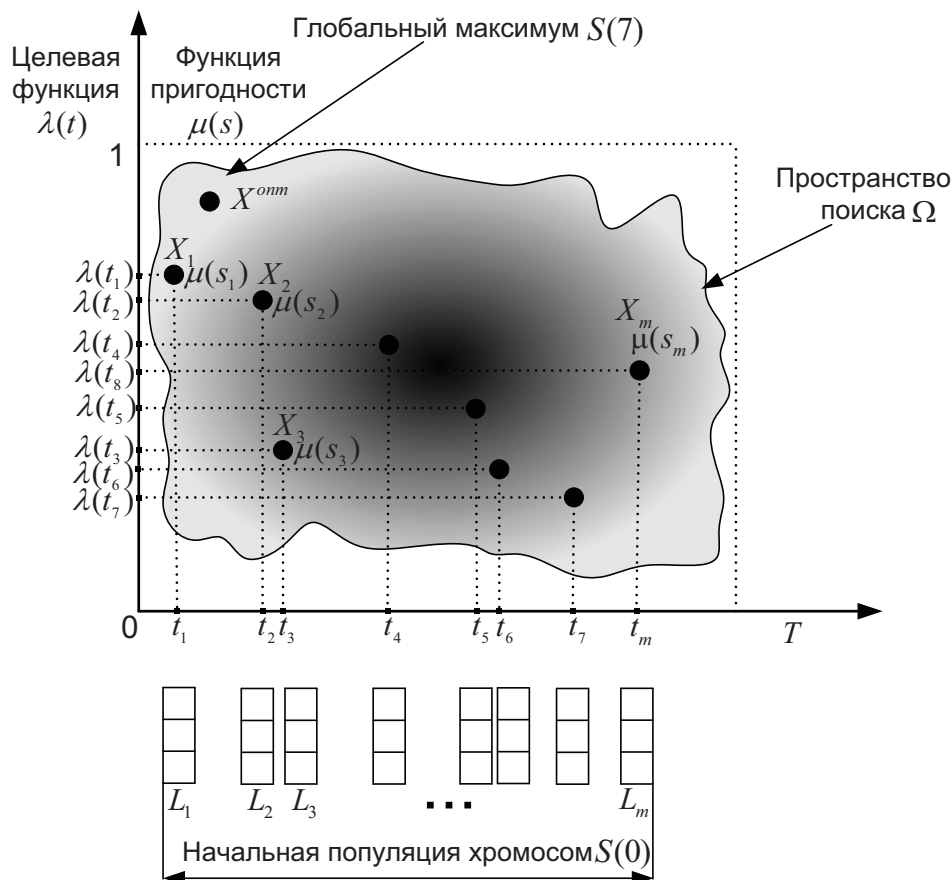 Глобальный максимум S(7)
Целевая функция λ(t)
Функция пригодности μ(s)
1
X^опт
Пространство поиска Ω
X₁
μ(s₁)
X₂
μ(s₂)
X₃
μ(s₃)
Xₘ
μ(sₘ)
λ(t₁)
λ(t₂)
λ(t₄)
λ(t₈)
λ(t₅)
λ(t₃)
λ(t₆)
λ(t₇)
0
t₁ t₂ t₃ t₄ t₅ t₆ t₇ tₘ T
L₁ L₂ L₃ ... Lₘ
Начальная популяция хромосом S(0)